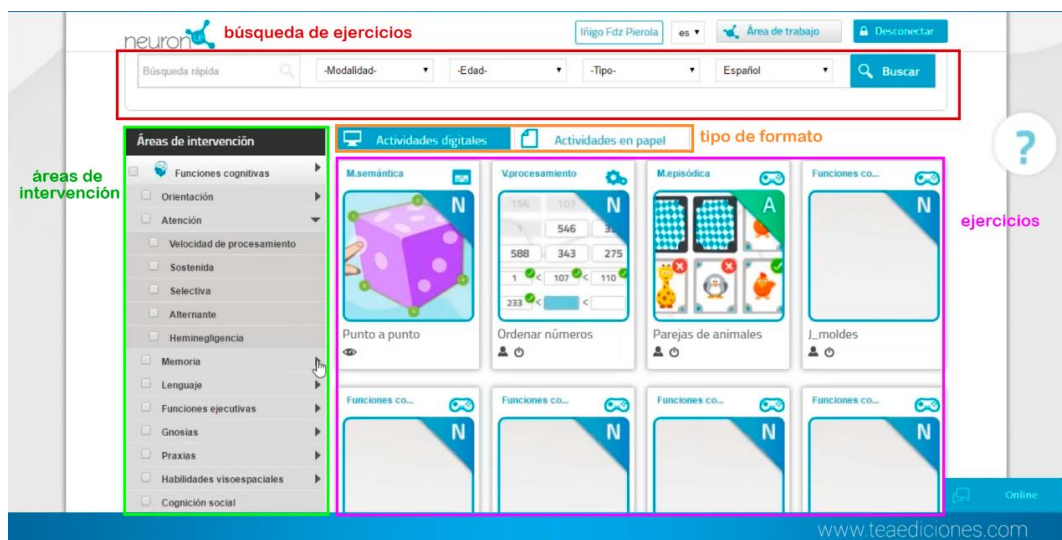 neuron
búsqueda de ejercicios
Iñigo Fdz Pierola
es
Área de trabajo
Desconectar
Búsqueda rápida
-Modalidad-
-Edad-
-Tipo-
Español
Buscar
áreas de intervención
Áreas de intervención
Funciones cognitivas
Orientación
Atención
Velocidad de procesamiento
Sostenida
Selectiva
Alternante
Heminegligencia
Memoria
Lenguaje
Funciones ejecutivas
Gnosias
Praxias
Habilidades visoespaciales
Cognición social
Actividades digitales
Actividades en papel
tipo de formato
?
ejercicios
M.semántica
N
Punto a punto
V.procesamiento
N
156 107
1 546
588 343 275
1 < 107 < 110
233 < <
Ordenar números
M.episódica
A
Parejas de animales
Funciones co...
N
J_moldes
Funciones co...
N
Funciones co...
N
Funciones co...
N
Funciones co...
N
Online
www.teaediciones.com